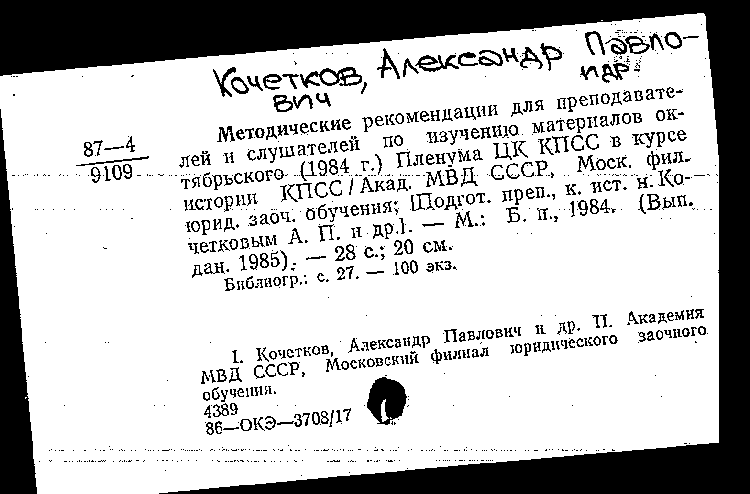 Кочетков, Александр Павло-
вич и др.
87—4
9109
Методические рекомендации для преподавате-
лей и слушателей по изучению материалов ок-
тябрьского (1984 г.) Пленума ЦК КПСС в курсе
истории КПСС / Акад. МВД СССР, Моск. фил.
юрид. заоч. обучения; [Подгот. преп., к. ист. н. Ко-
четковым А. П. и др.]. — М.: Б. и., 1984. (Вып.
дан. 1985). — 28 с.; 20 см.
Библиогр.: с. 27. — 100 экз.
I. Кочетков, Александр Павлович и др. II. Академия
МВД СССР, Московский филиал юридического заочного
обучения.
4389
86—ОКЭ—3708/17